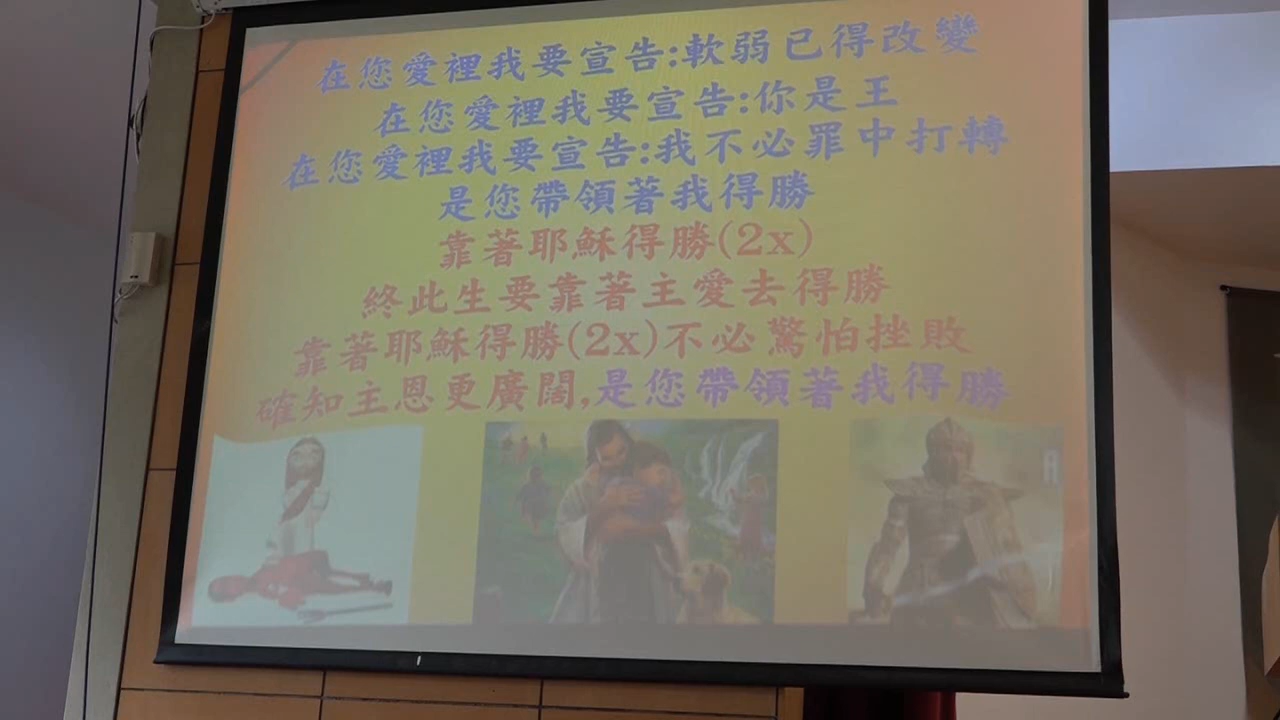 在您愛裡我要宣告:軟弱已得改變
在您愛裡我要宣告:你是王
在您愛裡我要宣告:我不必罪中打轉
是您帶領著我得勝
靠著耶穌得勝(2x)
終此生要靠著主愛去得勝
靠著耶穌得勝(2x)不必驚怕挫敗
確知主恩更廣闊,是您帶領著我得勝